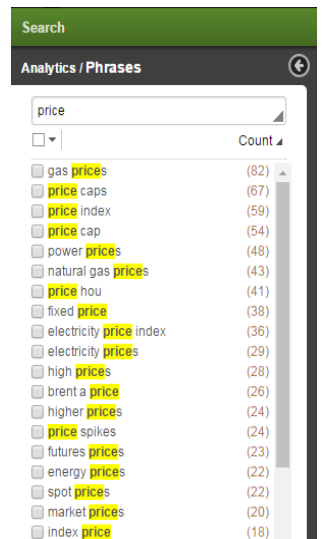 Search
Analytics / Phrases
price
Count
gas prices (82)
price caps (67)
price index (59)
price cap (54)
power prices (48)
natural gas prices (43)
price hou (41)
fixed price (38)
electricity price index (36)
electricity prices (29)
high prices (28)
brent a price (26)
higher prices (24)
price spikes (24)
futures prices (23)
energy prices (22)
spot prices (22)
market prices (20)
index price (18)